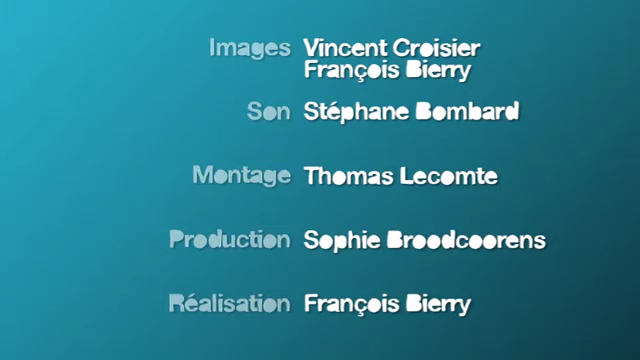 Images Vincent Croisier
François Bierry
Son Stéphane Bombard
Montage Thomas Lecomte
Production Sophie Broodcoorens
Réalisation François Bierry